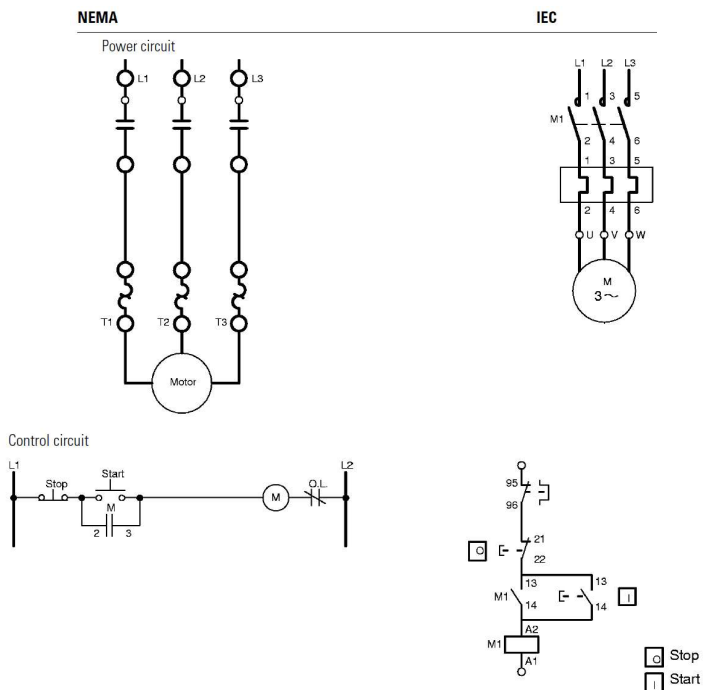 NEMA IEC
Power circuit
L1 L2 L3
T1 T2 T3
Motor
L1 L2 L3
1 3 5
M1
2 4 6
1 3 5
2 4 6
U V W
M
3~
Control circuit
L1 L2
Stop Start O.L.
M M
2 3
95
96
21
O
22
13 13
M1 14 14 I
A2
M1
A1
O Stop
I Start